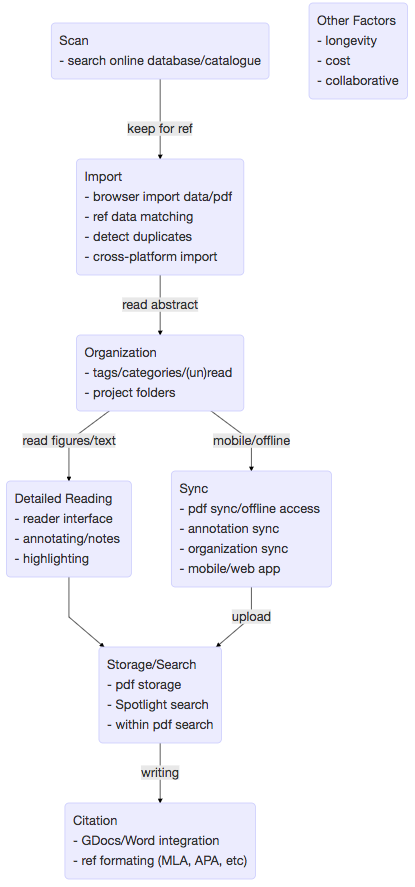 Scan
- search online database/catalogue
Other Factors
- longevity
- cost
- collaborative
keep for ref
Import
- browser import data/pdf
- ref data matching
- detect duplicates
- cross-platform import
read abstract
Organization
- tags/categories/(un)read
- project folders
read figures/text
mobile/offline
Detailed Reading
- reader interface
- annotating/notes
- highlighting
Sync
- pdf sync/offline access
- annotation sync
- organization sync
- mobile/web app
upload
Storage/Search
- pdf storage
- Spotlight search
- within pdf search
writing
Citation
- GDocs/Word integration
- ref formating (MLA, APA, etc)